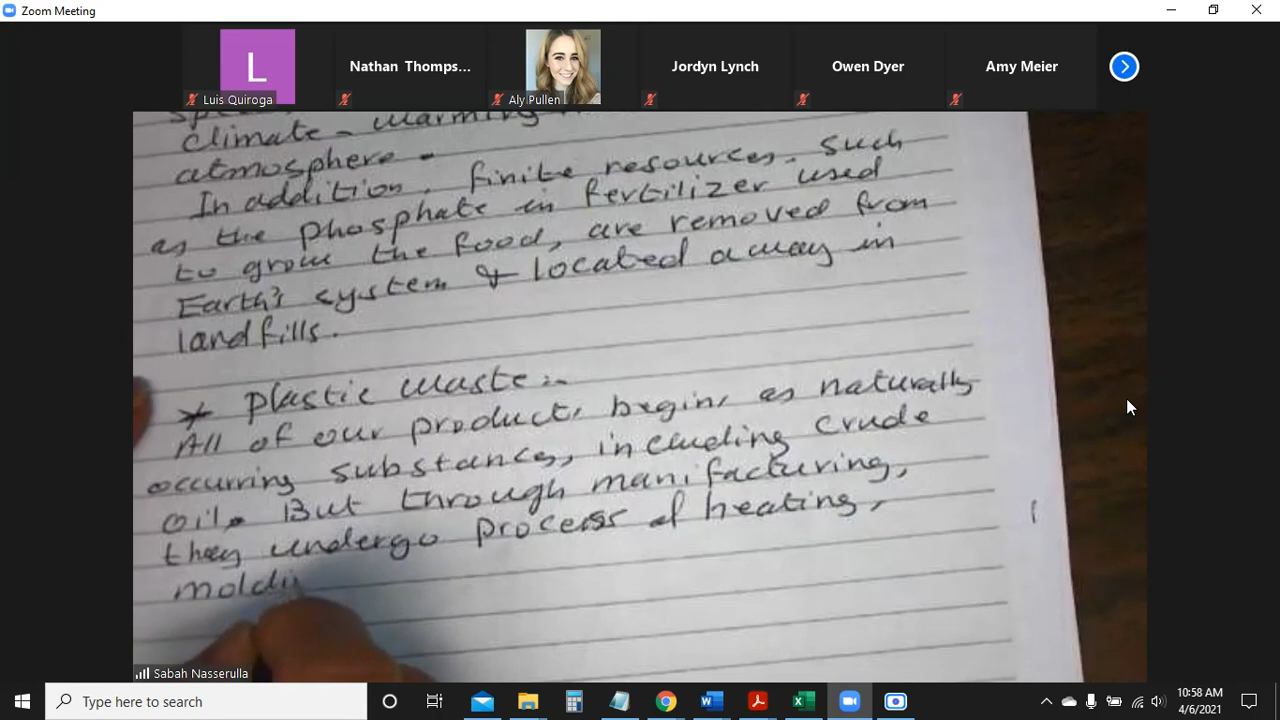 Zoom Meeting
L
Luis Quiroga
Nathan Thomps...
Aly Pullen
Jordyn Lynch
Owen Dyer
Amy Meier
climate - warming
atmosphere -
In addition, finite resources, such
as the phosphate in fertilizer used
to grow the food, are removed from
Earth's system & located away in
landfills.
* plastic waste :-
All of our product, begin, as naturally
occurring substances, including crude
oil. But through manifacturing,
they undergo process of heating,
moldi
Sabah Nasserulla
Type here to search
10:58 AM
4/6/2021